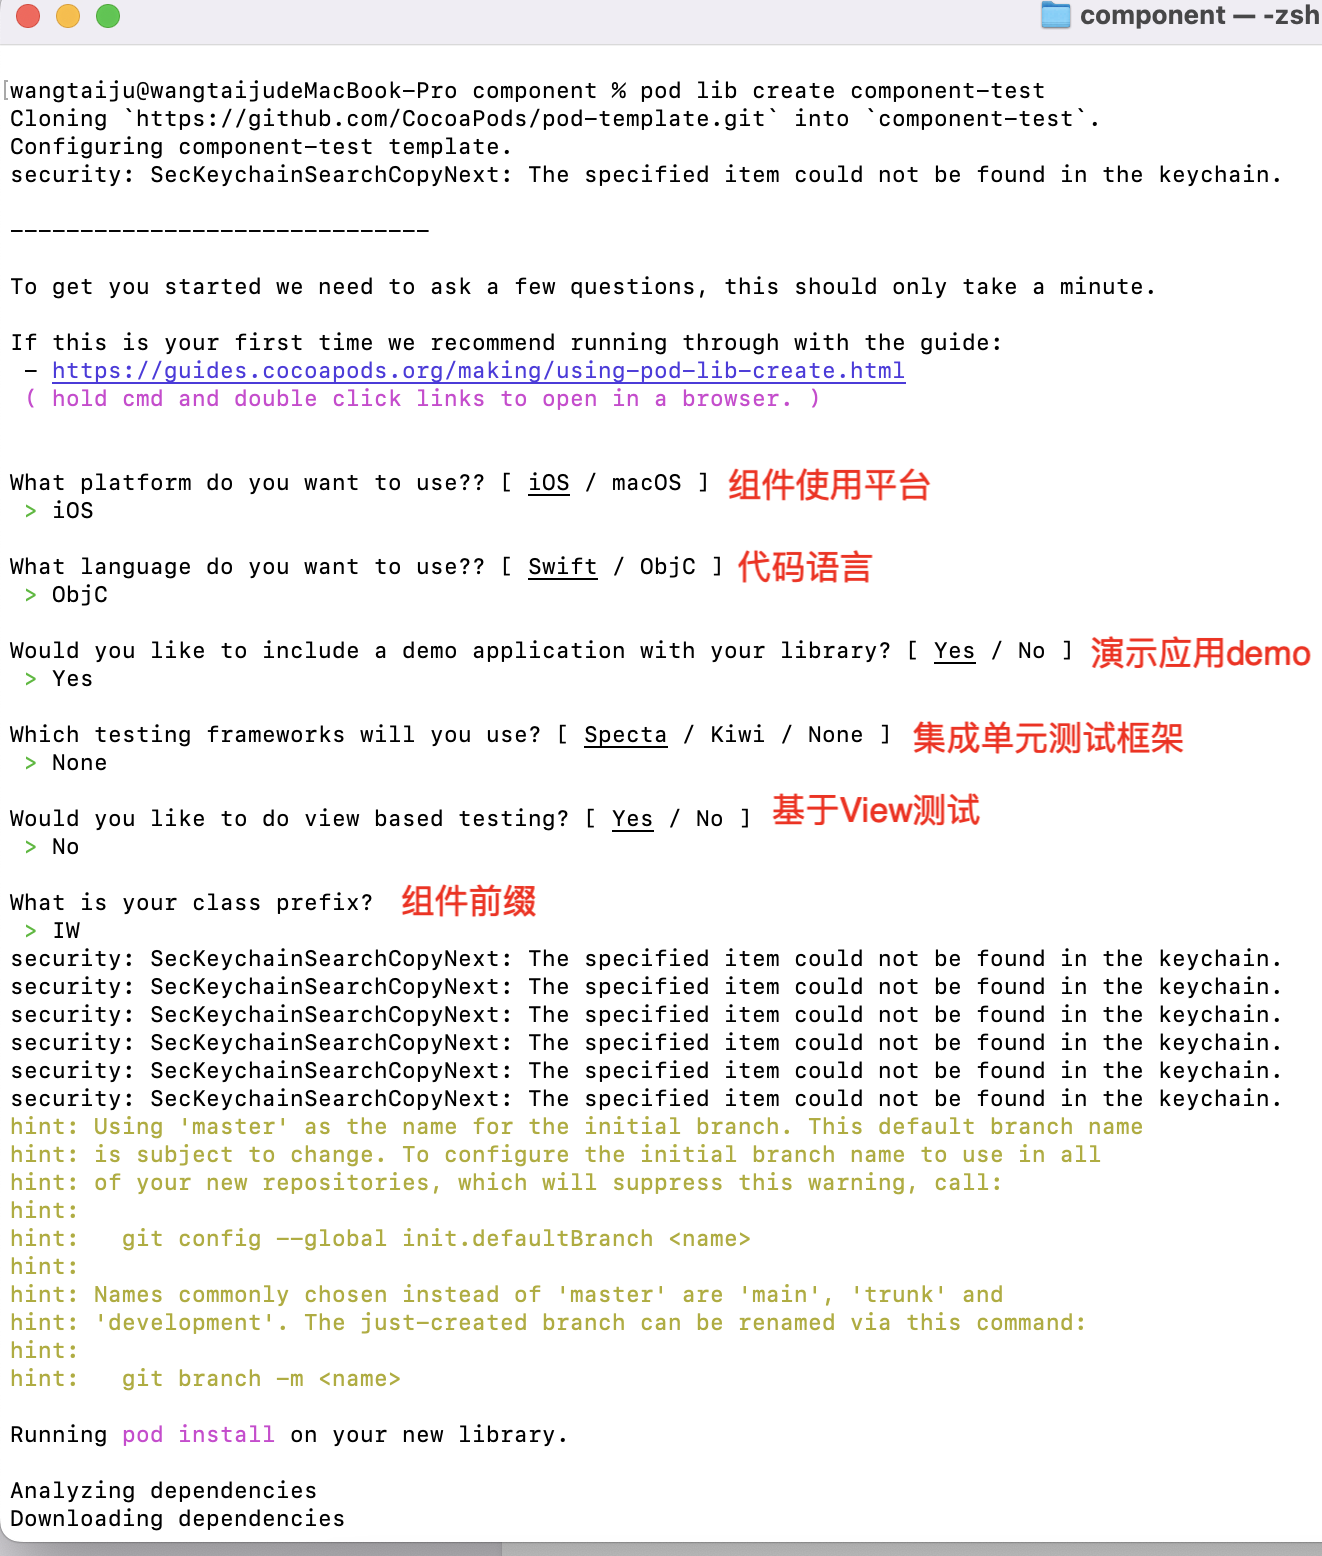 component — -zsh
wangtaiju@wangtaijudeMacBook-Pro component % pod lib create component-test
Cloning `https://github.com/CocoaPods/pod-template.git` into `component-test`.
Configuring component-test template.
security: SecKeychainSearchCopyNext: The specified item could not be found in the keychain.
------------------------------
To get you started we need to ask a few questions, this should only take a minute.
If this is your first time we recommend running through with the guide:
- https://guides.cocoapods.org/making/using-pod-lib-create.html
( hold cmd and double click links to open in a browser. )
What platform do you want to use?? [ iOS / macOS ] 组件使用平台
> iOS
What language do you want to use?? [ Swift / ObjC ] 代码语言
> ObjC
Would you like to include a demo application with your library? [ Yes / No ] 演示应用demo
> Yes
Which testing frameworks will you use? [ Specta / Kiwi / None ] 集成单元测试框架
> None
Would you like to do view based testing? [ Yes / No ] 基于View测试
> No
What is your class prefix? 组件前缀
> IW
security: SecKeychainSearchCopyNext: The specified item could not be found in the keychain.
security: SecKeychainSearchCopyNext: The specified item could not be found in the keychain.
security: SecKeychainSearchCopyNext: The specified item could not be found in the keychain.
security: SecKeychainSearchCopyNext: The specified item could not be found in the keychain.
security: SecKeychainSearchCopyNext: The specified item could not be found in the keychain.
security: SecKeychainSearchCopyNext: The specified item could not be found in the keychain.
hint: Using 'master' as the name for the initial branch. This default branch name
hint: is subject to change. To configure the initial branch name to use in all
hint: of your new repositories, which will suppress this warning, call:
hint:
hint:   git config --global init.defaultBranch <name>
hint:
hint: Names commonly chosen instead of 'master' are 'main', 'trunk' and
hint: 'development'. The just-created branch can be renamed via this command:
hint:
hint:   git branch -m <name>
Running pod install on your new library.
Analyzing dependencies
Downloading dependencies